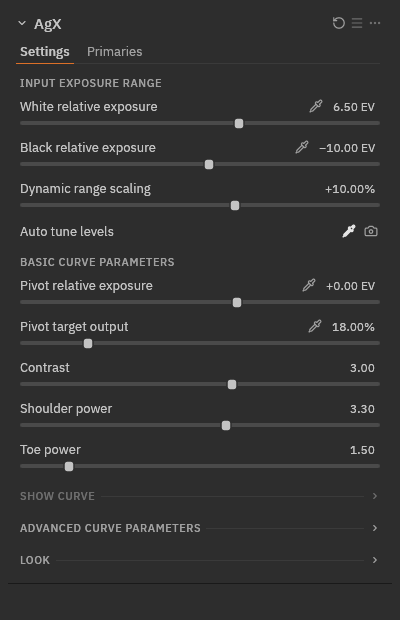 AgX
Settings Primaries
INPUT EXPOSURE RANGE
White relative exposure 6.50 EV
Black relative exposure −10.00 EV
Dynamic range scaling +10.00%
Auto tune levels
BASIC CURVE PARAMETERS
Pivot relative exposure +0.00 EV
Pivot target output 18.00%
Contrast 3.00
Shoulder power 3.30
Toe power 1.50
SHOW CURVE
ADVANCED CURVE PARAMETERS
LOOK